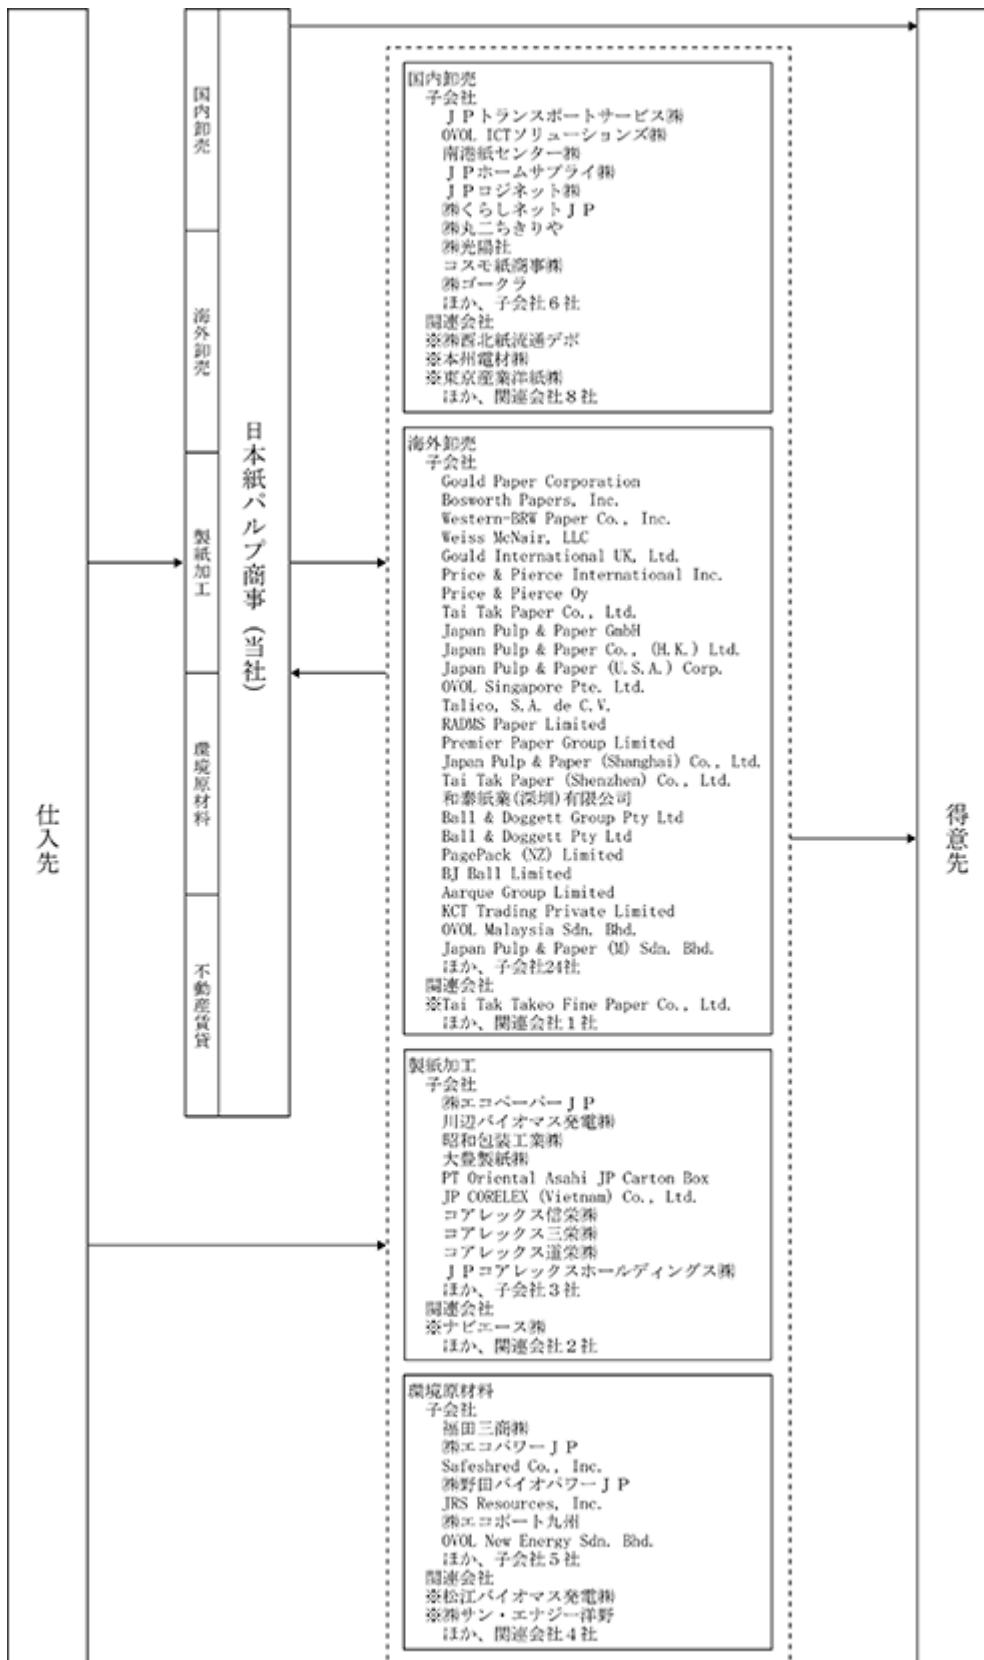 仕入先
国内卸売
海外卸売
製紙加工
環境原材料
不動産賃貸
日本紙パルプ商事(当社)
国内卸売
子会社
JPトランスポートサービス㈱
OVOL ICTソリューションズ㈱
南港紙センター㈱
JPホームサプライ㈱
JPロジネット㈱
㈱くらしネットJP
㈱丸二ちきりや
㈱光陽社
コスモ紙商事㈱
㈱ゴークラ
ほか、子会社6社
関連会社
※㈱西北紙流通デポ
※本州電材㈱
※東京産業洋紙㈱
ほか、関連会社8社
海外卸売
子会社
Gould Paper Corporation
Bosworth Papers, Inc.
Western-BRW Paper Co., Inc.
Weiss McNair, LLC
Gould International UK, Ltd.
Price & Pierce International Inc.
Price & Pierce Oy
Tai Tak Paper Co., Ltd.
Japan Pulp & Paper GmbH
Japan Pulp & Paper Co., (H.K.) Ltd.
Japan Pulp & Paper (U.S.A.) Corp.
OVOL Singapore Pte. Ltd.
Talico, S.A. de C.V.
RADMS Paper Limited
Premier Paper Group Limited
Japan Pulp & Paper (Shanghai) Co., Ltd.
Tai Tak Paper (Shenzhen) Co., Ltd.
和泰紙業(深圳)有限公司
Ball & Doggett Group Pty Ltd
Ball & Doggett Pty Ltd
PagePack (NZ) Limited
BJ Ball Limited
Aarque Group Limited
KCT Trading Private Limited
OVOL Malaysia Sdn. Bhd.
Japan Pulp & Paper (M) Sdn. Bhd.
ほか、子会社24社
関連会社
※Tai Tak Takeo Fine Paper Co., Ltd.
ほか、関連会社1社
製紙加工
子会社
㈱エコペーパーJP
川辺バイオマス発電㈱
昭和包装工業㈱
大豊製紙㈱
PT Oriental Asahi JP Carton Box
JP CORELEX (Vietnam) Co., Ltd.
コアレックス信栄㈱
コアレックス三栄㈱
コアレックス道栄㈱
JPコアレックスホールディングス㈱
ほか、子会社3社
関連会社
※ナビエース㈱
ほか、関連会社2社
環境原材料
子会社
福田三商㈱
㈱エコパワーJP
Safeshred Co., Inc.
㈱野田バイオパワーJP
JRS Resources, Inc.
㈱エコポート九州
OVOL New Energy Sdn. Bhd.
ほか、子会社5社
関連会社
※松江バイオマス発電㈱
※㈱サン・エナジー洋野
ほか、関連会社4社
得意先